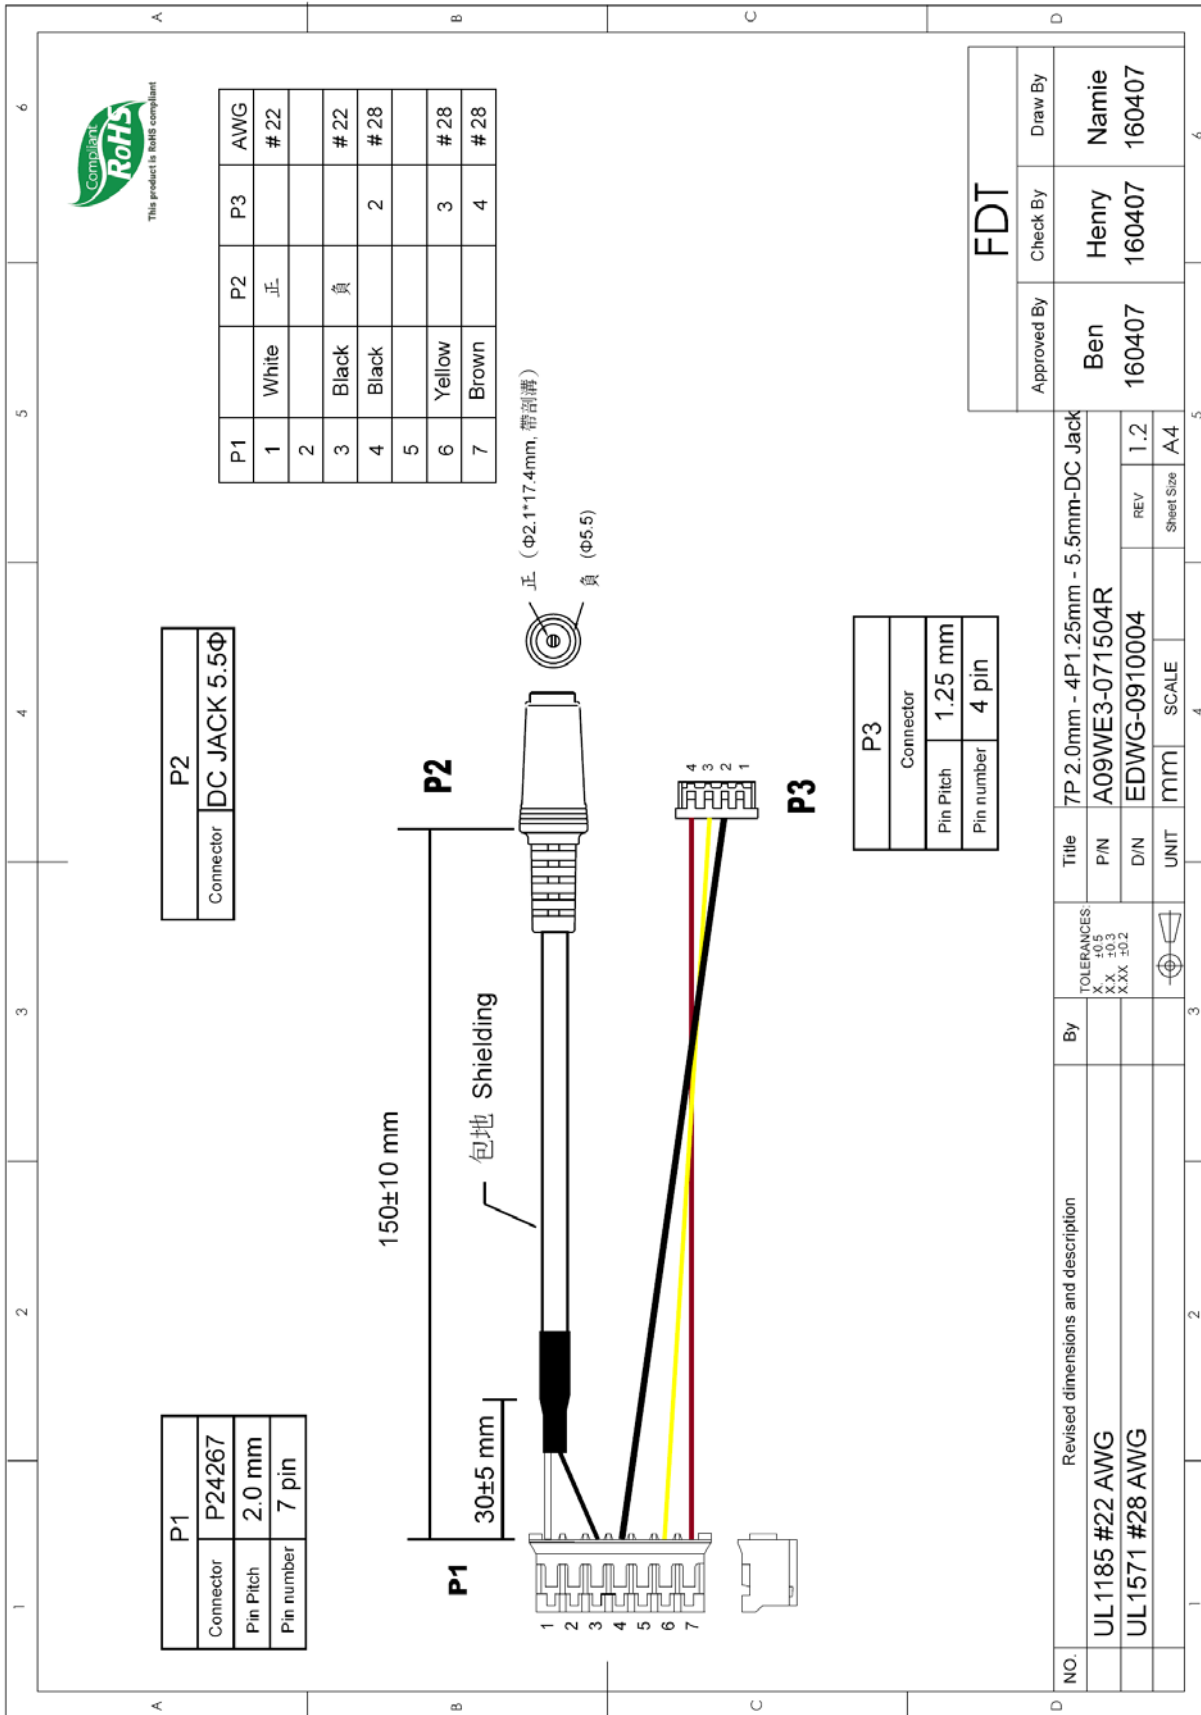 1 2 3 4 5 6
A
B
C
D
Compliant
RoHS
This product is RoHS compliant
P1
Connector P24267
Pin Pitch 2.0 mm
Pin number 7 pin
P2
Connector DC JACK 5.5Φ
P1 P2 P3 AWG
1 White 正 # 22
2
3 Black 負 # 22
4 Black 2 # 28
5
6 Yellow 3 # 28
7 Brown 4 # 28
150±10 mm
30±5 mm
包地 Shielding
P1
P2
P3
正 (Φ2.1*17.4mm, 帶剖溝)
負 (Φ5.5)
1
2
3
4
5
6
7
4
3
2
1
P3
Connector
Pin Pitch 1.25 mm
Pin number 4 pin
FDT
Approved By Check By Draw By
Ben Henry Namie
160407 160407 160407
NO. Revised dimensions and description By
UL1185 #22 AWG
UL1571 #28 AWG
TOLERANCES:
X. ±0.5
X.X ±0.3
X.XX ±0.2
Title 7P 2.0mm - 4P1.25mm - 5.5mm-DC Jack
P/N A09WE3-071504R
D/N EDWG-0910004 REV 1.2
UNIT mm SCALE Sheet Size A4
A
B
C
D
1 2 3 4 5 6